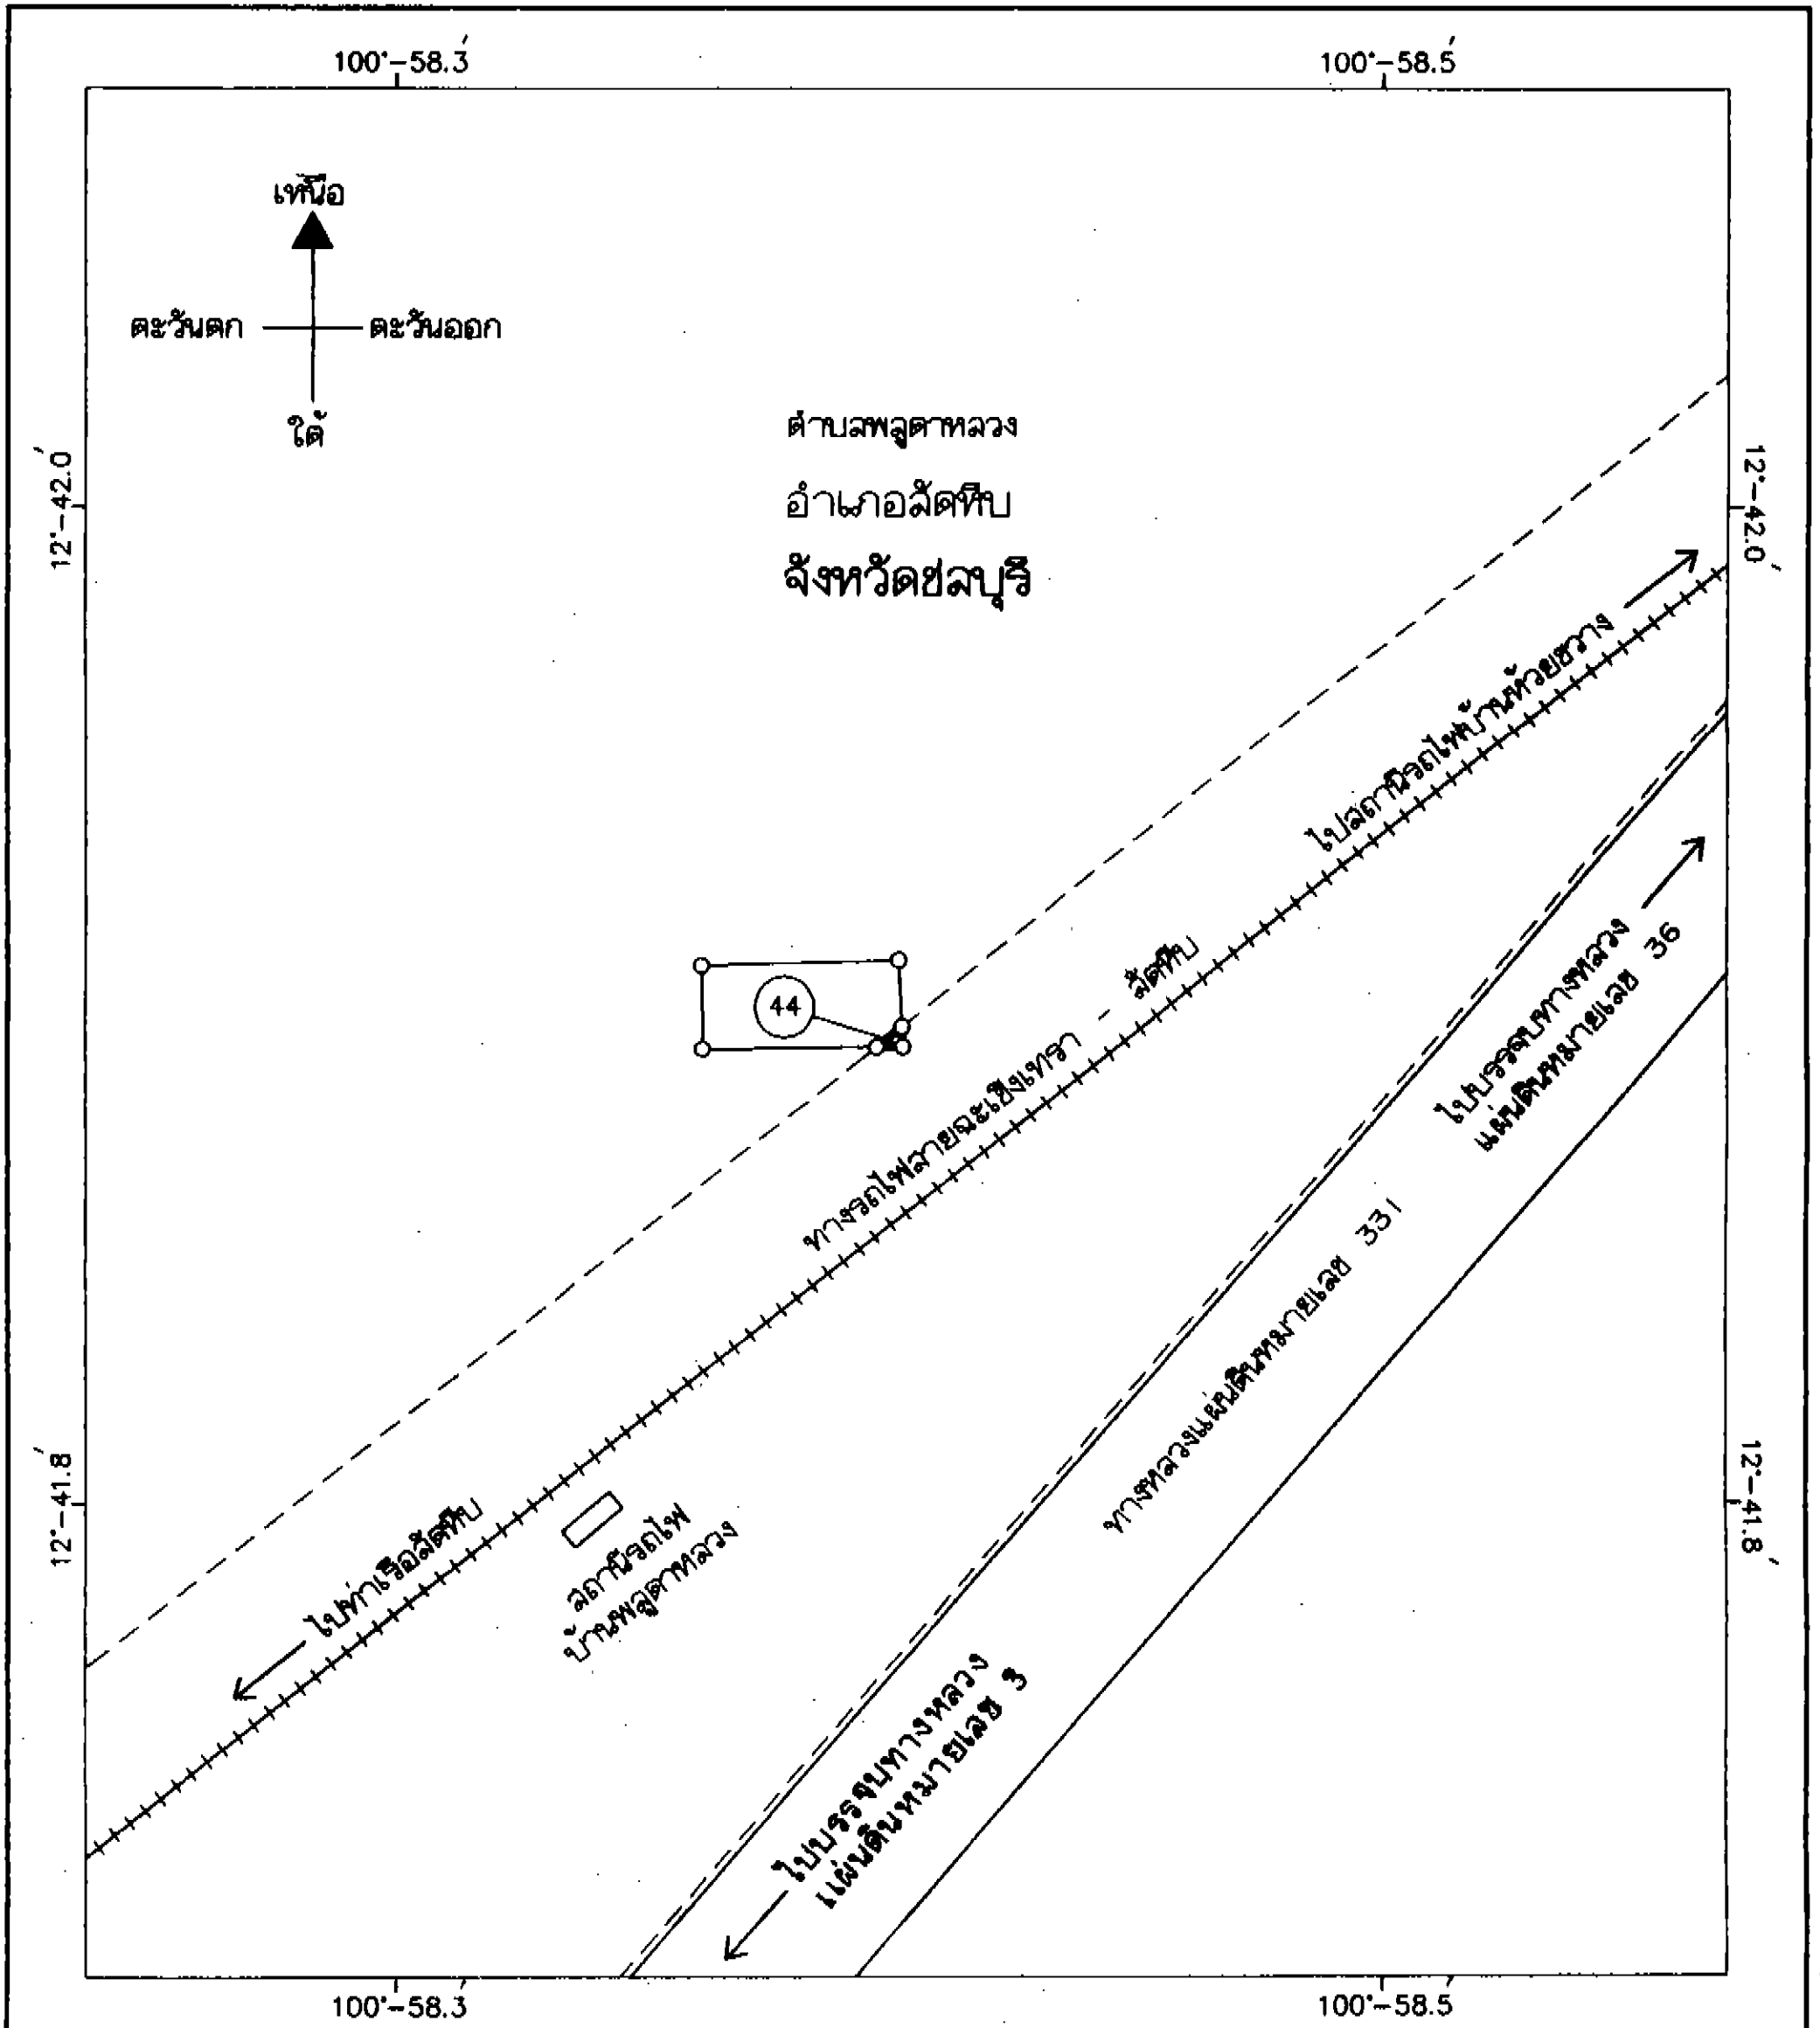 100°-58.3′
100°-58.5′
เหนือ
ตะวันตก
ตะวันออก
ใต้
ตำบลพลูตาหลวง
อำเภอสัตหีบ
จังหวัดชลบุรี
12°-42.0′
12°-42.0′
ไปสถานีรถไฟบ้านห้วยขวาง
44
ทางรถไฟสายฉะเชิงเทรา - สัตหีบ
ไปบรรจบทางหลวง
แผ่นดินหมายเลข 36
ทางหลวงแผ่นดินหมายเลข 331
12°-41.8′
12°-41.8′
ไปท่าเรือสัตหีบ
สถานีรถไฟ
บ้านพลูตาหลวง
ไปบรรจบทางหลวง
แผ่นดินหมายเลข 3
100°-58.3′
100°-58.5′